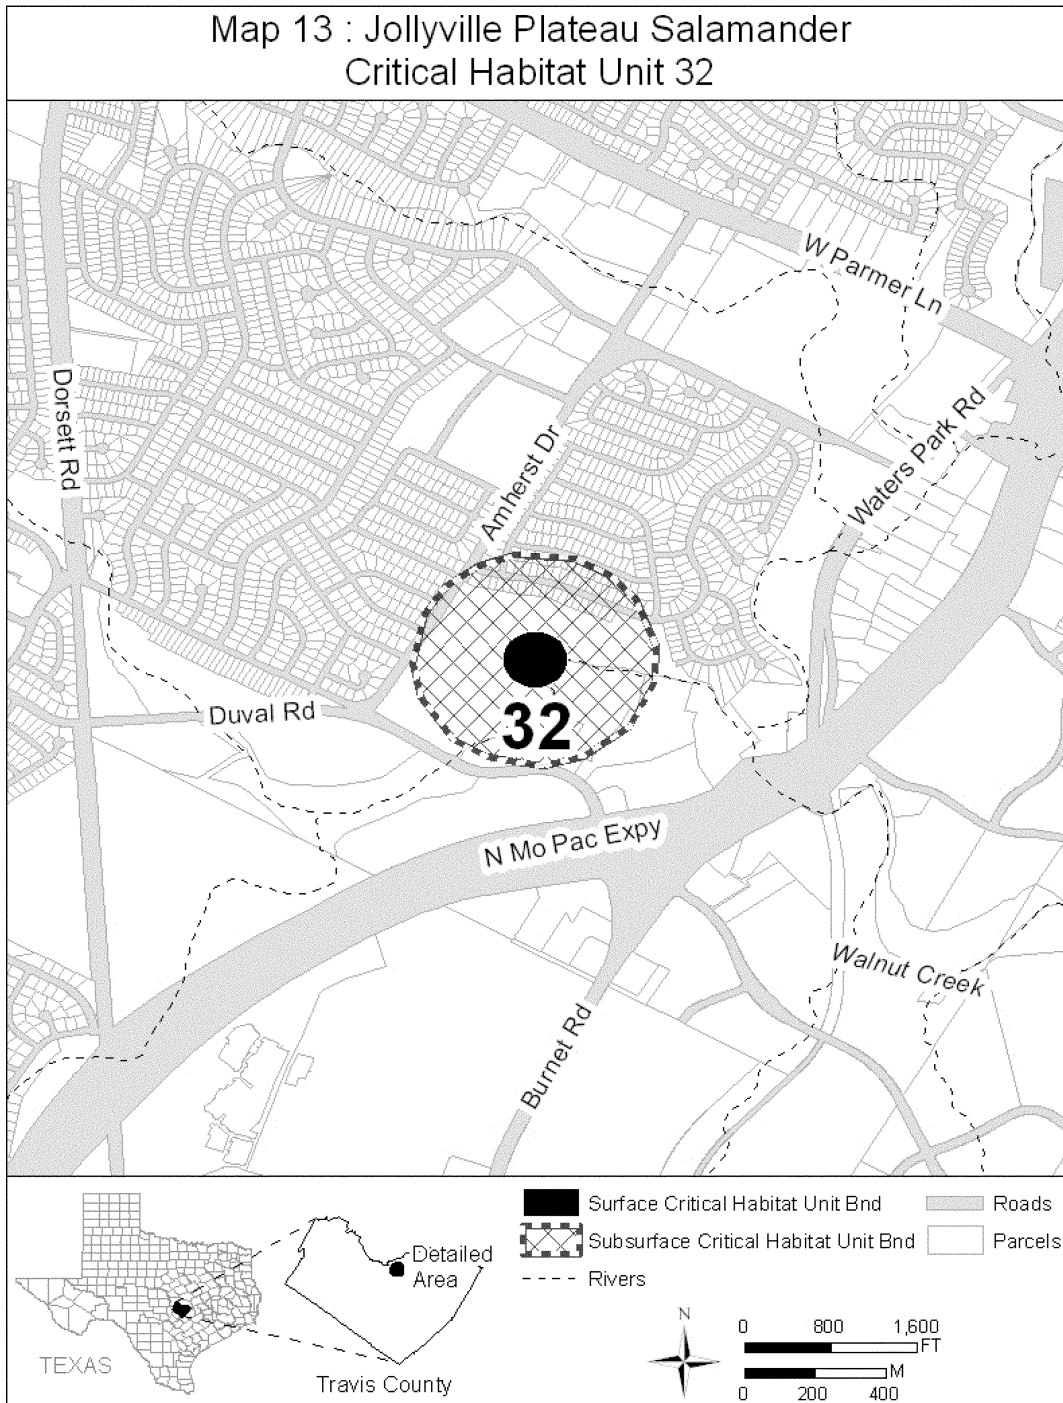 Map 13 : Jollyville Plateau Salamander
Critical Habitat Unit 32
W Parmer Ln
Dorsett Rd
Waters Park Rd
Amherst Dr
Duval Rd
32
N Mo Pac Expy
Walnut Creek
Burnet Rd
Surface Critical Habitat Unit Bnd
Roads
Subsurface Critical Habitat Unit Bnd
Parcels
Rivers
Detailed
Area
TEXAS
Travis County
N
0 800 1,600
FT
M
0 200 400